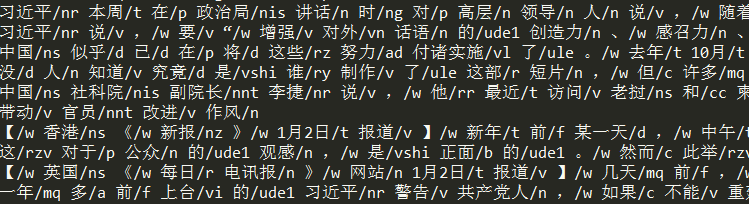 习近平/nr 本周/t 在/p 政治局/nis 讲话/n 时/ng 对/p 高层/n 领导/n 人/n 说/v ，/w 随着
习近平/nr 说/v ，/w 要/v “/w 增强/v 对外/vn 话语/n 的/ude1 创造力/n 、/w 感召力/n 、
中国/ns 似乎/d 已/d 在/p 将/d 这些/rz 努力/ad 付诸实施/vl 了/ule 。/w 去年/t 10月/t
没/d 人/n 知道/v 究竟/d 是/vshi 谁/ry 制作/v 了/ule 这部/r 短片/n ，/w 但/c 许多/mq
中国/ns 社科院/nis 副院长/nnt 李捷/nr 说/v ，/w 他/rr 最近/t 访问/v 老挝/ns 和/cc 柬
带动/v 官员/nnt 改进/v 作风/n
【/w 香港/ns 《/w 新报/nz 》/w 1月2日/t 报道/v 】/w 新年/t 前/f 某一天/d ，/w 中午/t
这/rzv 对于/p 公众/n 的/ude1 观感/n ，/w 是/vshi 正面/b 的/ude1 。/w 然而/c 此举/rzv
【/w 英国/ns 《/w 每日/r 电讯报/n 》/w 网站/n 1月2日/t 报道/v 】/w 几天/mq 前/f ，/w
一年/mq 多/a 前/f 上台/vi 的/ude1 习近平/nr 警告/v 共产党人/n ，/w 如果/c 不能/v 重